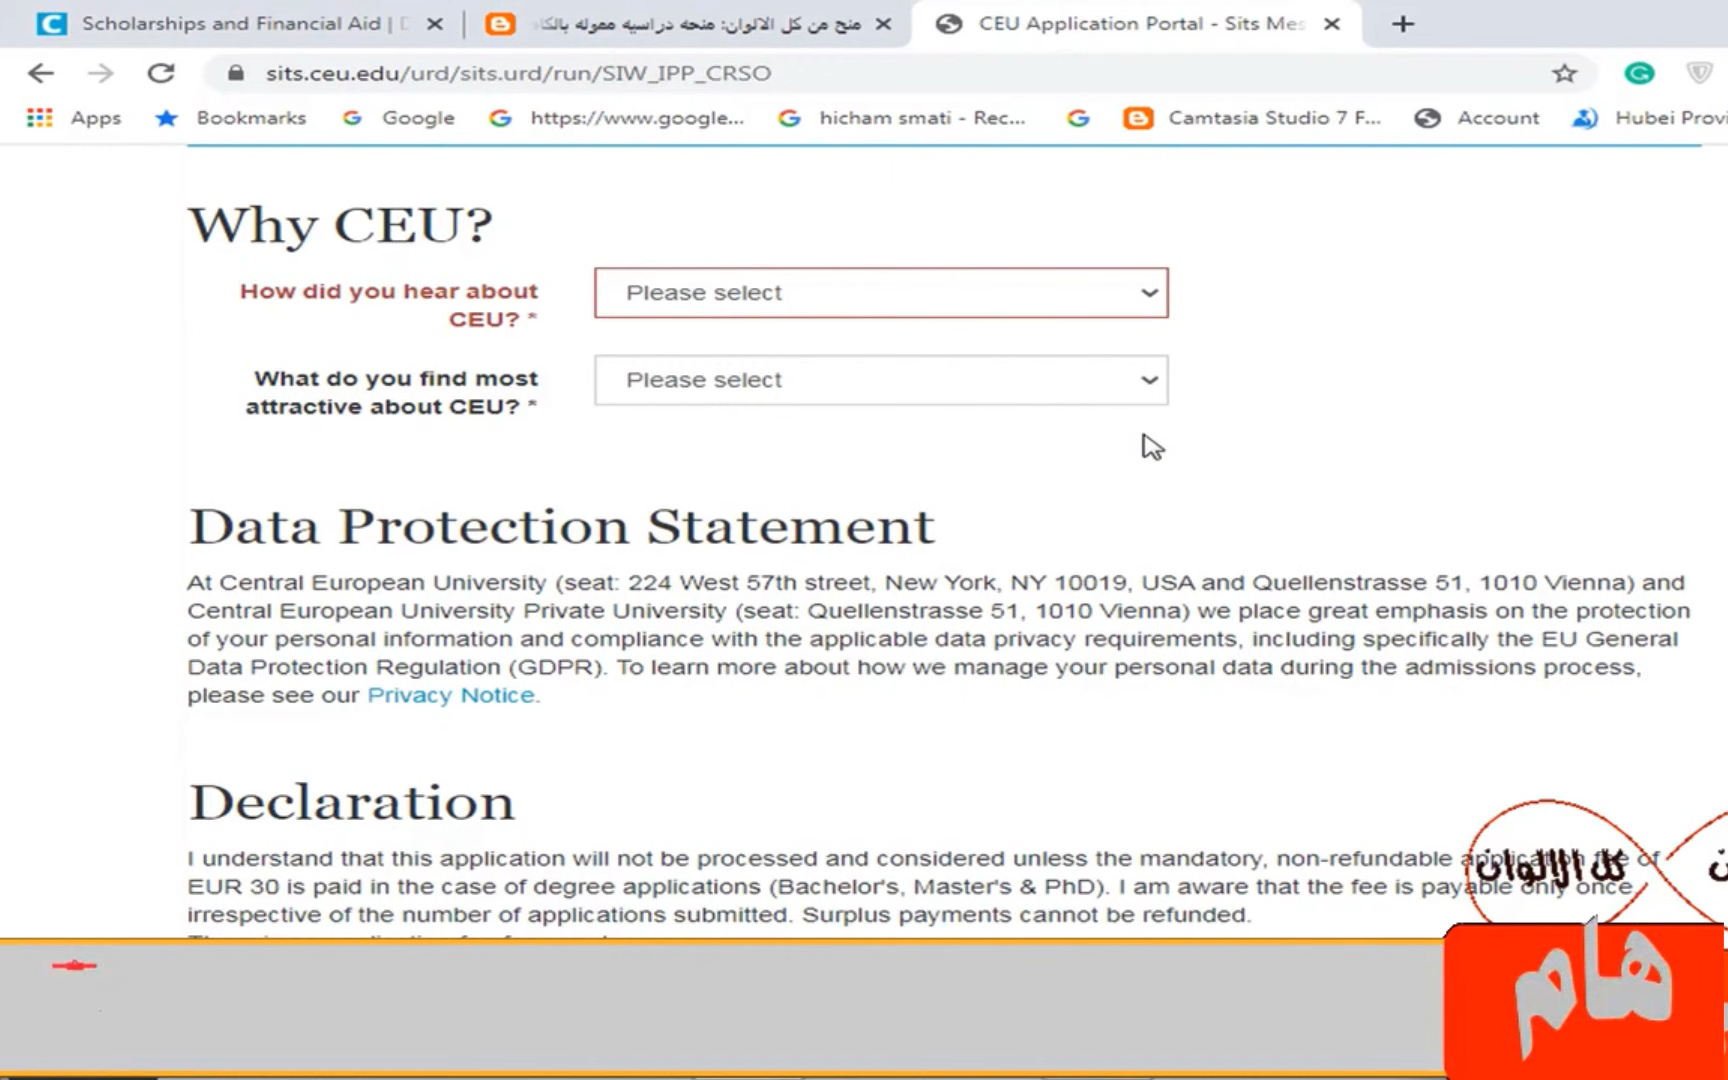 Scholarships and Financial Aid |
منح من كل الالوان: منحه دراسيه مموله بالكا
CEU Application Portal - Sits Mes
sits.ceu.edu/urd/sits.urd/run/SIW_IPP_CRSO
Apps
Bookmarks
Google
https://www.google...
hicham smati - Rec...
Camtasia Studio 7 F...
Account
Hubei Provi
Why CEU?
How did you hear about
CEU? *
Please select
What do you find most
attractive about CEU? *
Please select
Data Protection Statement
At Central European University (seat: 224 West 57th street, New York, NY 10019, USA and Quellenstrasse 51, 1010 Vienna) and
Central European University Private University (seat: Quellenstrasse 51, 1010 Vienna) we place great emphasis on the protection
of your personal information and compliance with the applicable data privacy requirements, including specifically the EU General
Data Protection Regulation (GDPR). To learn more about how we manage your personal data during the admissions process,
please see our Privacy Notice.
Declaration
I understand that this application will not be processed and considered unless the mandatory, non-refundable application fee of
EUR 30 is paid in the case of degree applications (Bachelor's, Master's & PhD). I am aware that the fee is payable only once,
irrespective of the number of applications submitted. Surplus payments cannot be refunded.
كل الالوان
هام